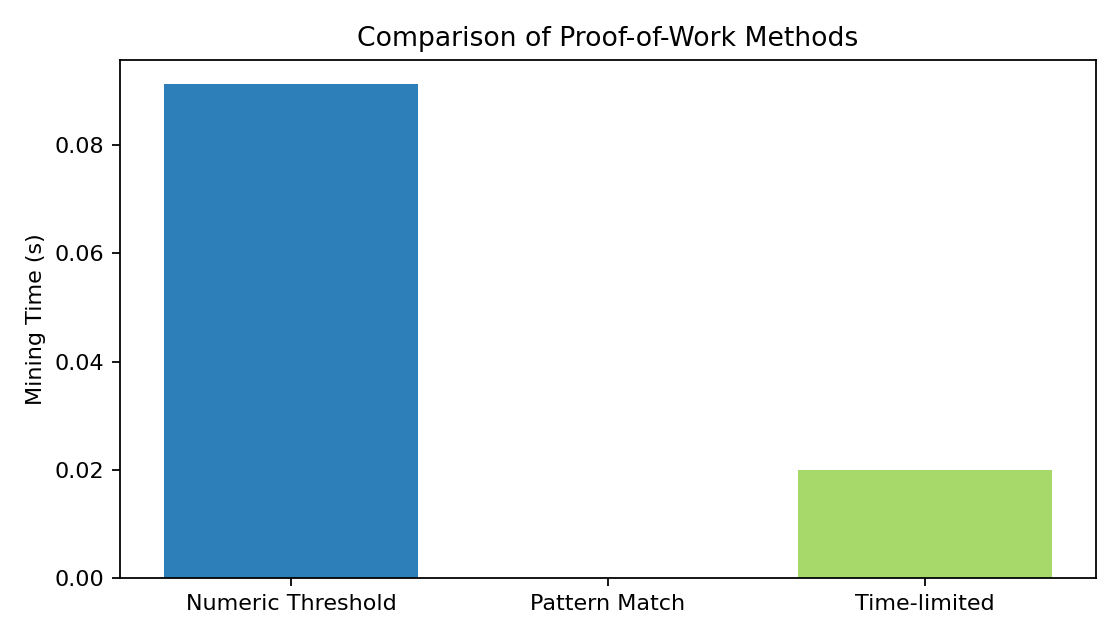 Comparison of Proof-of-Work Methods
Mining Time (s)
0.08
0.06
0.04
0.02
0.00
Numeric Threshold
Pattern Match
Time-limited